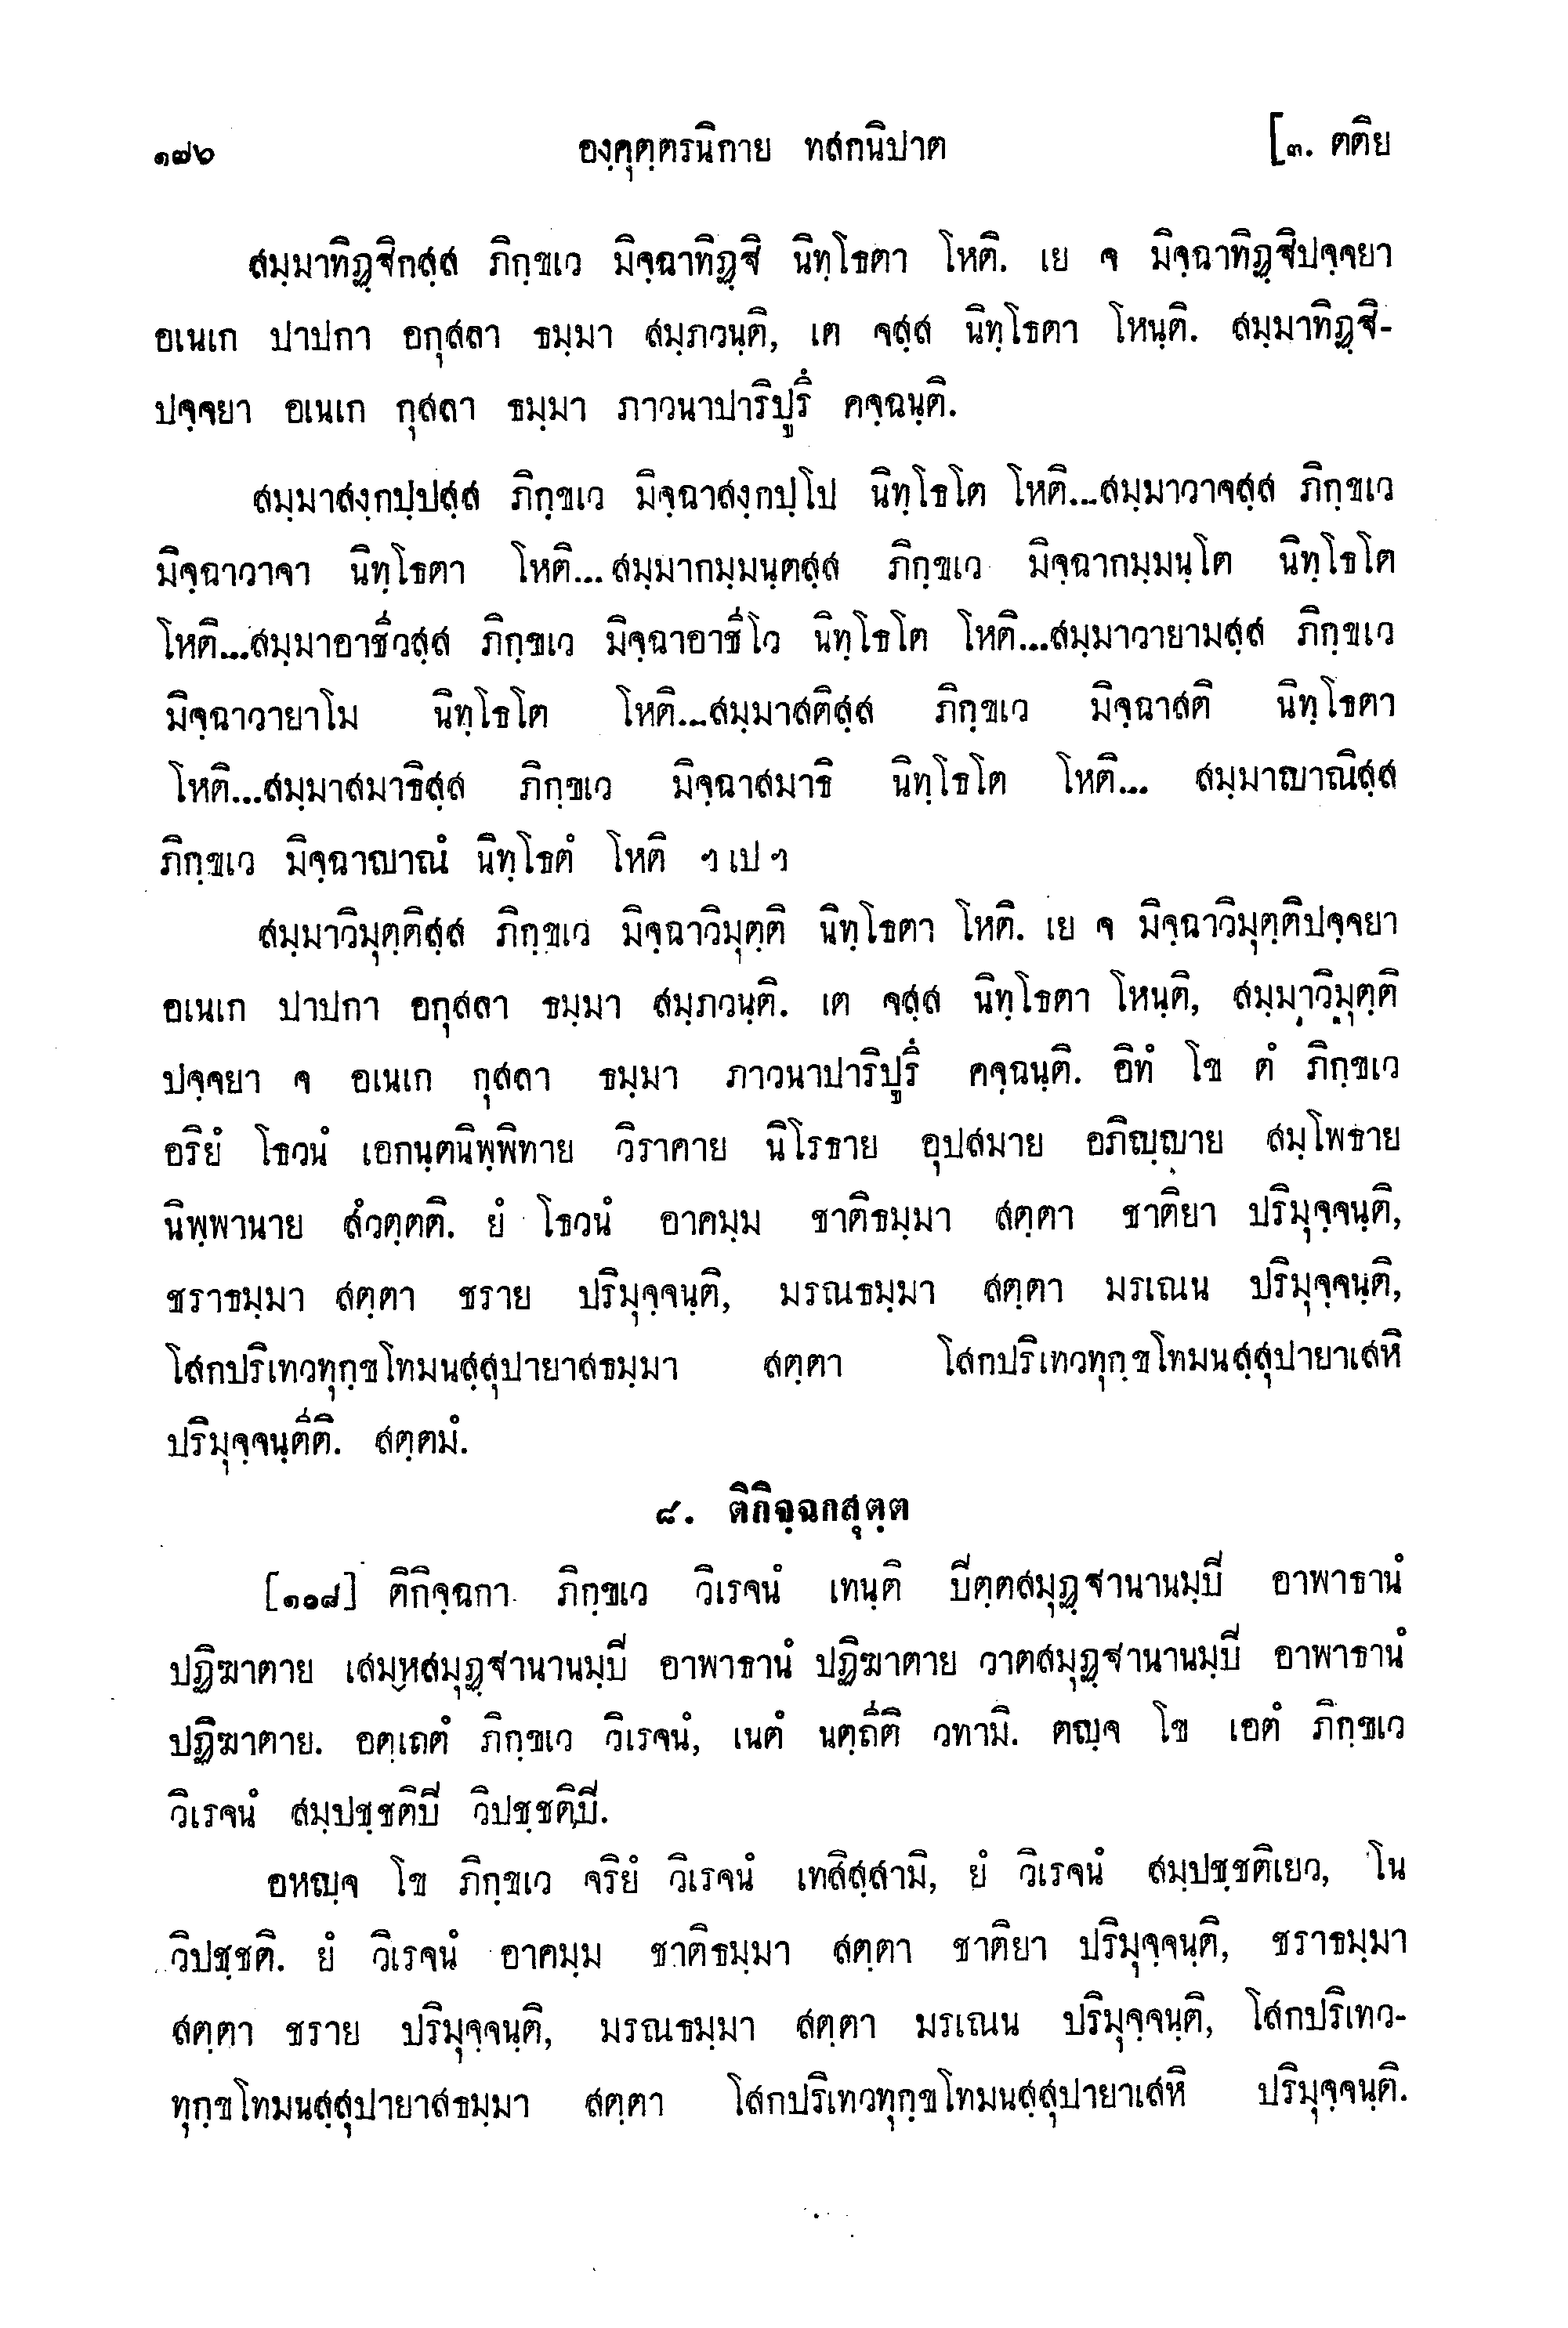 ๑๗๖ องฺคุตฺตรนิกาย ทสกนิปาต [๓. ตติย
สมฺมาทิฏฺฐิกสฺส ภิกฺขเว มิจฺฉาทิฏฺฐิ นิทฺโธตา โหติ. เย จ มิจฺฉาทิฏฺฐิปจฺจยา
อเนเก ปาปกา อกุสลา ธมฺมา สมฺภวนฺติ, เต จสฺส นิทฺโธตา โหนฺติ. สมฺมาทิฏฺฐิ-
ปจฺจยา อเนเก กุสลา ธมฺมา ภาวนาปาริปูรึ คจฺฉนฺติ.
สมฺมาสงฺกปฺปสฺส ภิกฺขเว มิจฺฉาสงฺกปฺโป นิทฺโธโต โหติ...สมฺมาวาจสฺส ภิกฺขเว
มิจฺฉาวาจา นิทฺโธตา โหติ...สมฺมากมฺมนฺตสฺส ภิกฺขเว มิจฺฉากมฺมนฺโต นิทฺโธโต
โหติ...สมฺมาอาชีวสฺส ภิกฺขเว มิจฺฉาอาชีโว นิทฺโธโต โหติ...สมฺมาวายามสฺส ภิกฺขเว
มิจฺฉาวายาโม นิทฺโธโต โหติ...สมฺมาสติสฺส ภิกฺขเว มิจฺฉาสติ นิทฺโธตา
โหติ...สมฺมาสมาธิสฺส ภิกฺขเว มิจฺฉาสมาธิ นิทฺโธโต โหติ... สมฺมาญาณิสฺส
ภิกฺขเว มิจฺฉาญาณํ นิทฺโธตํ โหติ ฯ เป ฯ
สมฺมาวิมุตฺติสฺส ภิกฺขเว มิจฺฉาวิมุตฺติ นิทฺโธตา โหติ. เย จ มิจฺฉาวิมุตฺติปจฺจยา
อเนเก ปาปกา อกุสลา ธมฺมา สมฺภวนฺติ. เต จสฺส นิทฺโธตา โหนฺติ, สมฺมาวิมุตฺติ
ปจฺจยา จ อเนเก กุสลา ธมฺมา ภาวนาปาริปูรึ คจฺฉนฺติ. อิทํ โข ตํ ภิกฺขเว
อริยํ โธวนํ เอกนฺตนิพฺพิทาย วิราคาย นิโรธาย อุปสมาย อภิญฺญาย สมฺโพธาย
นิพฺพานาย สํวตฺตติ. ยํ โธวนํ อาคมฺม ชาติธมฺมา สตฺตา ชาติยา ปริมุจฺจนฺติ,
ชราธมฺมา สตฺตา ชราย ปริมุจฺจนฺติ, มรณธมฺมา สตฺตา มรเณน ปริมุจฺจนฺติ,
โสกปริเทวทุกฺขโทมนสฺสุปายาสธมฺมา สตฺตา โสกปริเทวทุกฺขโทมนสฺสุปายาเสหิ
ปริมุจฺจนฺตีติ. สตฺตมํ.
๘. ติกิจฺฉกสุตฺต
[๑๐๘] ติกิจฺฉกา ภิกฺขเว วิเรจนํ เทนฺติ ปิตฺตสมุฏฺฐานานมฺปิ อาพาธานํ
ปฏิฆาตาย เสมฺหสมุฏฺฐานานมฺปิ อาพาธานํ ปฏิฆาตาย วาตสมุฏฺฐานานมฺปิ อาพาธานํ
ปฏิฆาตาย. อตฺเถตํ ภิกฺขเว วิเรจนํ, เนตํ นตฺถีติ วทามิ. ตญฺจ โข เอตํ ภิกฺขเว
วิเรจนํ สมฺปชฺชติปิ วิปชฺชติปิ.
อหญฺจ โข ภิกฺขเว จริยํ วิเรจนํ เทสิสฺสามิ, ยํ วิเรจนํ สมฺปชฺชติเยว, โน
วิปชฺชติ. ยํ วิเรจนํ อาคมฺม ชาติธมฺมา สตฺตา ชาติยา ปริมุจฺจนฺติ, ชราธมฺมา
สตฺตา ชราย ปริมุจฺจนฺติ, มรณธมฺมา สตฺตา มรเณน ปริมุจฺจนฺติ, โสกปริเทว-
ทุกฺขโทมนสฺสุปายาสธมฺมา สตฺตา โสกปริเทวทุกฺขโทมนสฺสุปายาเสหิ ปริมุจฺจนฺติ.